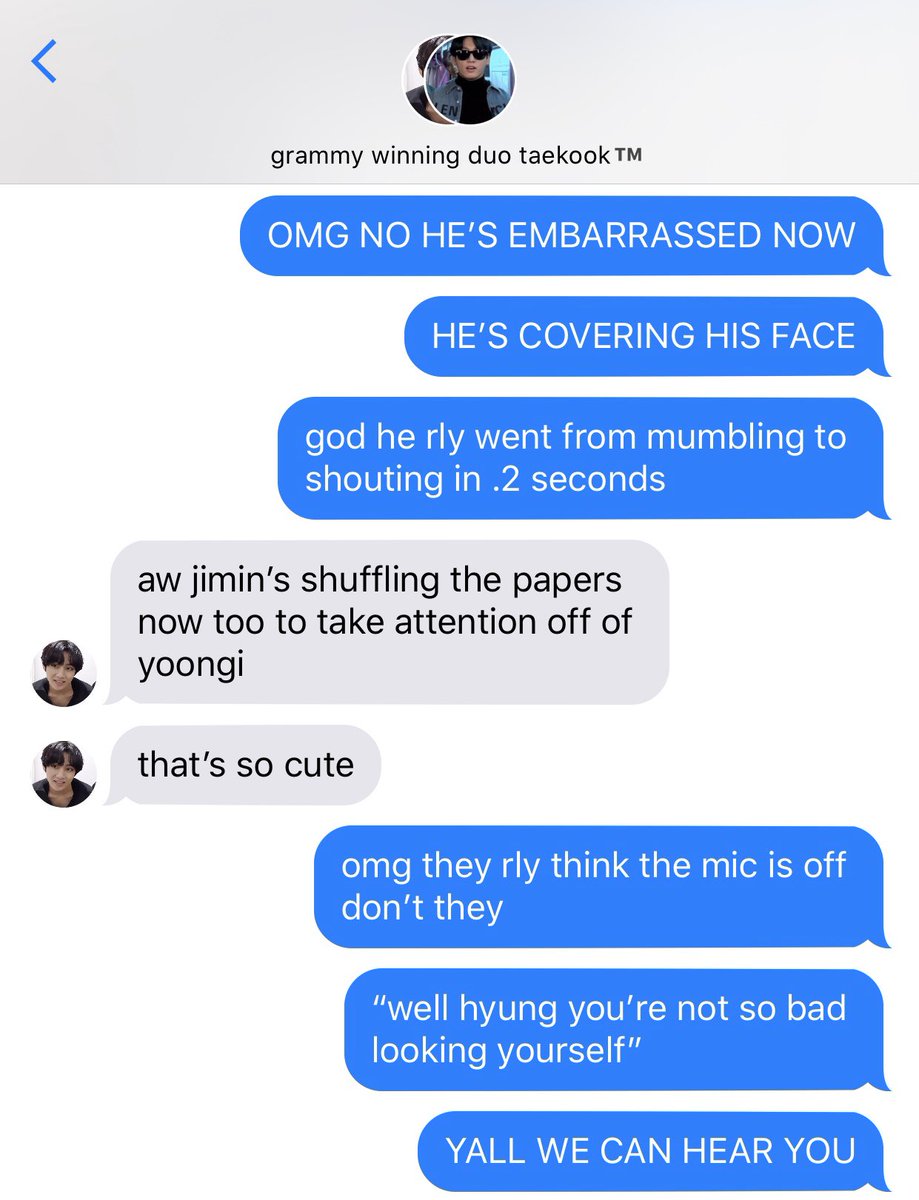 grammy winning duo taekook™
OMG NO HE’S EMBARRASSED NOW
HE’S COVERING HIS FACE
god he rly went from mumbling to
shouting in .2 seconds
aw jimin’s shuffling the papers
now too to take attention off of
yoongi
that’s so cute
omg they rly think the mic is off
don’t they
“well hyung you’re not so bad
looking yourself”
YALL WE CAN HEAR YOU